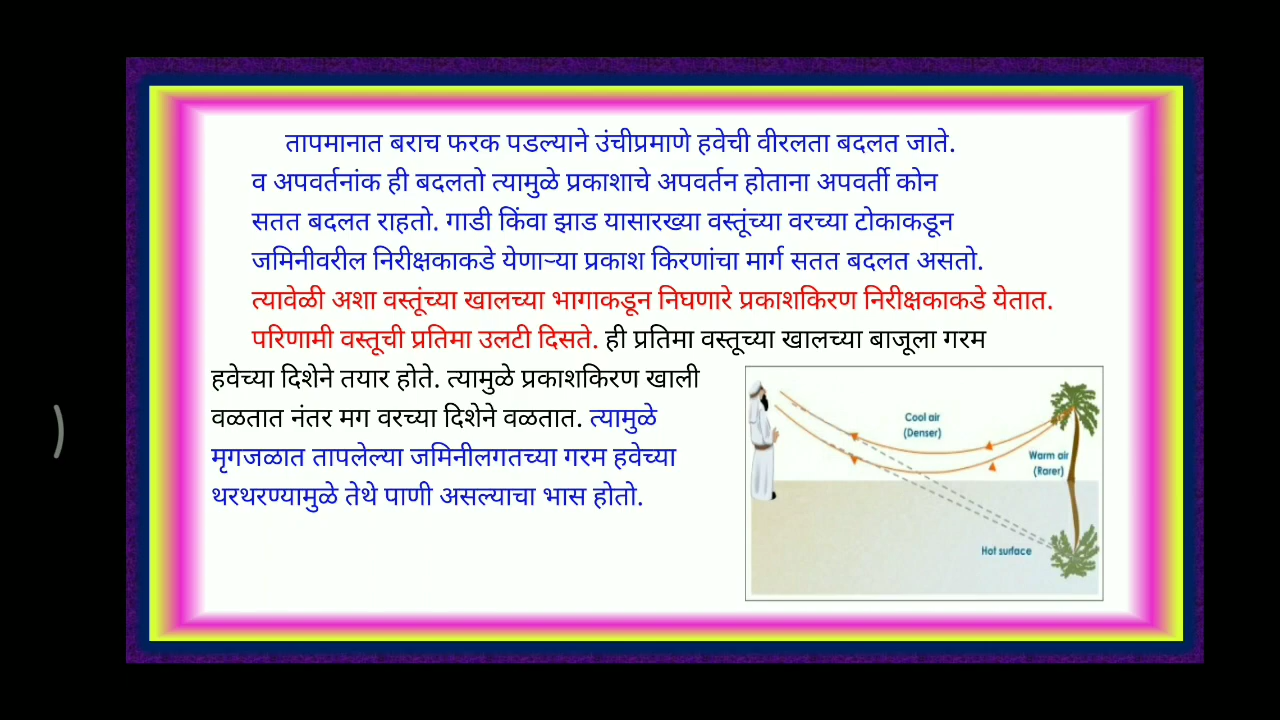 तापमानात बराच फरक पडल्याने उंचीप्रमाणे हवेची वीरलता बदलत जाते.
व अपवर्तनांक ही बदलतो त्यामुळे प्रकाशाचे अपवर्तन होताना अपवर्ती कोन
सतत बदलत राहतो. गाडी किंवा झाड यासारख्या वस्तूंच्या वरच्या टोकाकडून
जमिनीवरील निरीक्षकाकडे येणाऱ्या प्रकाश किरणांचा मार्ग सतत बदलत असतो.
त्यावेळी अशा वस्तूंच्या खालच्या भागाकडून निघणारे प्रकाशकिरण निरीक्षकाकडे येतात.
परिणामी वस्तूची प्रतिमा उलटी दिसते. ही प्रतिमा वस्तूच्या खालच्या बाजूला गरम
हवेच्या दिशेने तयार होते. त्यामुळे प्रकाशकिरण खाली
वळतात नंतर मग वरच्या दिशेने वळतात. त्यामुळे
मृगजळात तापलेल्या जमिनीलगतच्या गरम हवेच्या
थरथरण्यामुळे तेथे पाणी असल्याचा भास होतो.
Cool air
(Denser)
Warm air
(Rarer)
Hot surface